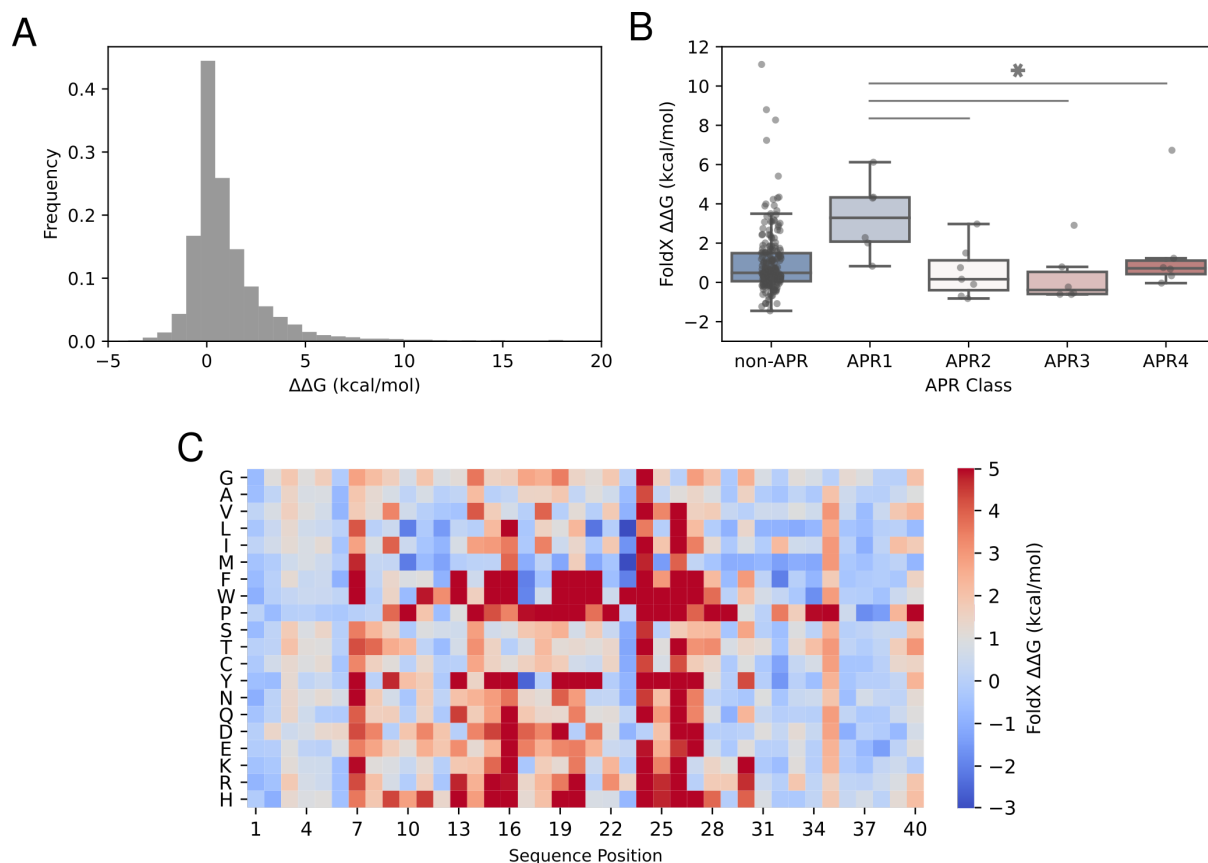 A
Frequency
0.4
0.3
0.2
0.1
0.0
−5 0 5 10 15 20
ΔΔG (kcal/mol)
B
FoldX ΔΔG (kcal/mol)
12
10
8
6
4
2
0
−2
*
non-APR APR1 APR2 APR3 APR4
APR Class
C
G
A
V
L
I
M
F
W
P
S
T
C
Y
N
Q
D
E
K
R
H
1 4 7 10 13 16 19 22 25 28 31 34 37 40
Sequence Position
5
4
3
2
1
0
−1
−2
−3
FoldX ΔΔG (kcal/mol)